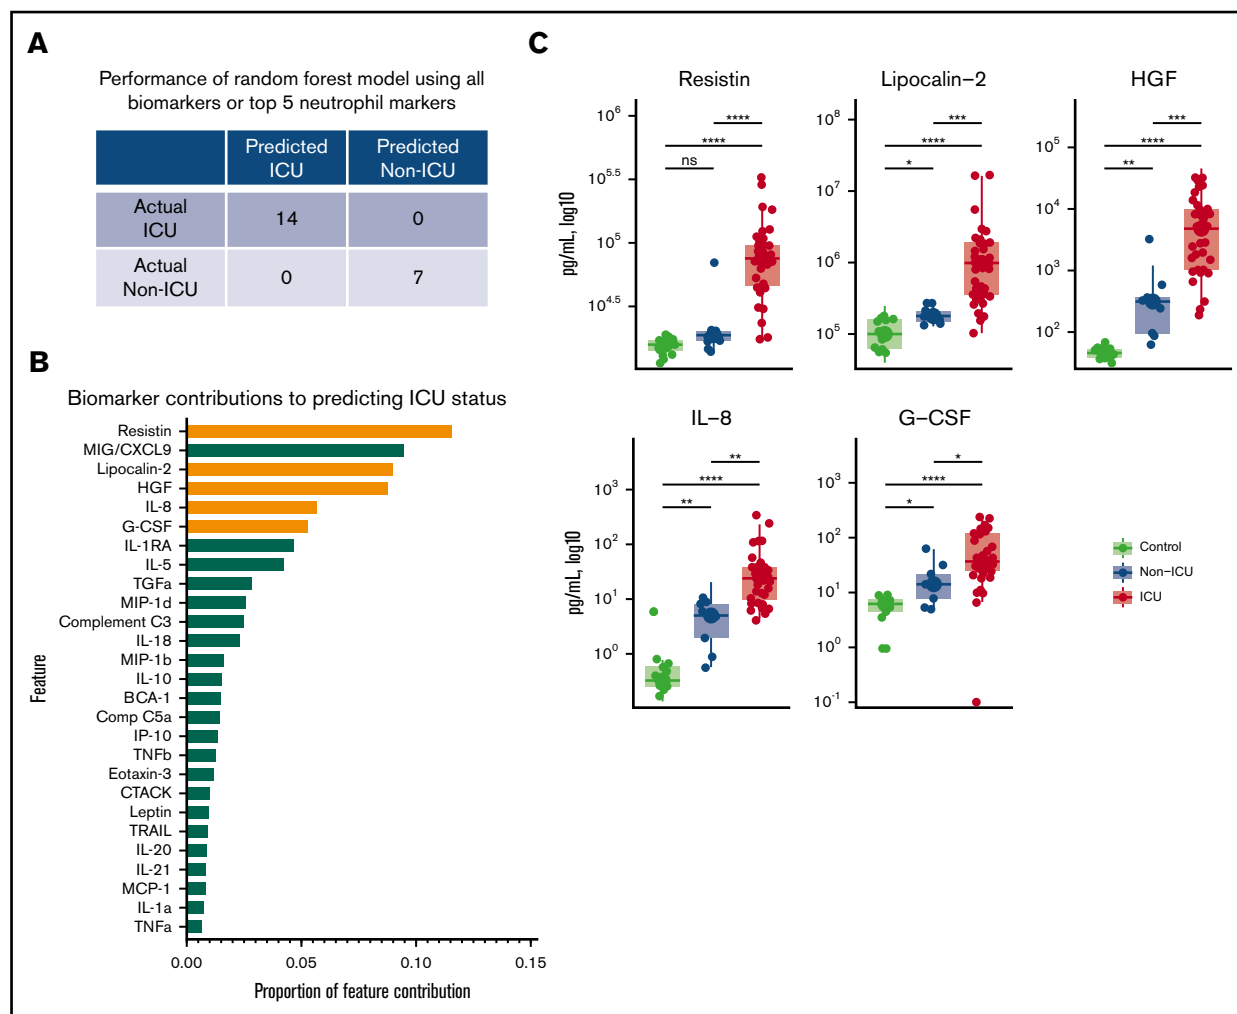 A
Performance of random forest model using all
biomarkers or top 5 neutrophil markers
Predicted
ICU
Predicted
Non-ICU
Actual
ICU
14
0
Actual
Non-ICU
0
7
B
Biomarker contributions to predicting ICU status
Feature
Resistin
MIG/CXCL9
Lipocalin-2
HGF
IL-8
G-CSF
IL-1RA
IL-5
TGFa
MIP-1d
Complement C3
IL-18
MIP-1b
IL-10
BCA-1
Comp C5a
IP-10
TNFb
Eotaxin-3
CTACK
Leptin
TRAIL
IL-20
IL-21
MCP-1
IL-1a
TNFa
0.00
0.05
0.10
0.15
Proportion of feature contribution
C
Resistin
pg/mL, log10
10^6
10^5.5
10^5
10^4.5
****
****
ns
Lipocalin–2
10^8
10^7
10^6
10^5
***
****
*
HGF
10^5
10^4
10^3
10^2
***
****
**
IL–8
pg/mL, log10
10^3
10^2
10^1
10^0
**
****
**
G–CSF
10^3
10^2
10^1
10^0
10^-1
*
****
*
Control
Non–ICU
ICU